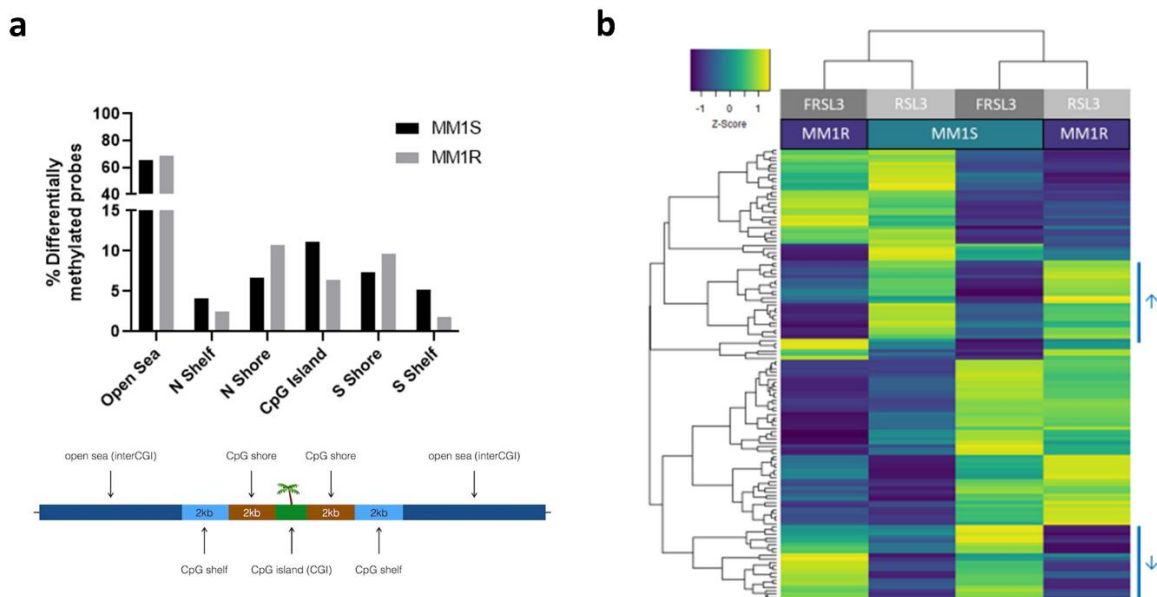 a
% Differentially
methylated probes
100
80
60
40
15
10
5
0
MM1S
MM1R
Open Sea
N Shelf
N Shore
CpG Island
S Shore
S Shelf
open sea (interCGI)
CpG shore
CpG shore
open sea (interCGI)
2kb
2kb
2kb
2kb
CpG shelf
CpG island (CGI)
CpG shelf
b
-1 0 1
Z-Score
FRSL3 RSL3 FRSL3 RSL3
MM1R MM1S MM1R
↑
↓